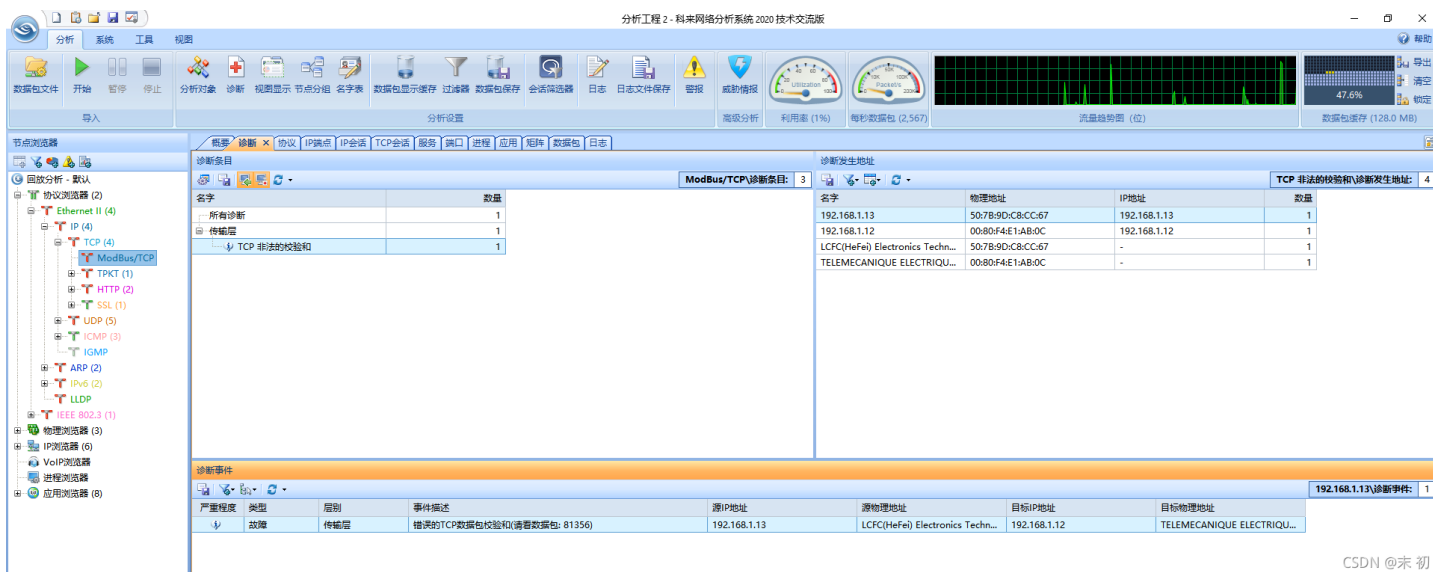 分析工程 2 - 科来网络分析系统 2020 技术交流版
分析 系统 工具 视图 帮助
数据包文件 开始 暂停 停止 分析对象 诊断 视图显示 节点分组 名字表 数据包显示缓存 过滤器 数据包保存 会话筛选器 日志 日志文件保存 警报 威胁情报 导出
清空
47.6% 锁定
导入 分析设置 高级分析 利用率 (1%) 每秒数据包 (2,567) 流量趋势图 (位) 数据包缓存 (128.0 MB)
节点浏览器 概要 诊断 协议 IP端点 IP会话 TCP会话 服务 端口 进程 应用 矩阵 数据包 日志
诊断条目 诊断发生地址
ModBus/TCP\诊断条目: 3 TCP 非法的校验和\诊断发生地址: 4
回放分析 - 默认
协议浏览器 (2)
Ethernet II (4)
IP (4)
TCP (4)
ModBus/TCP
TPKT (1)
HTTP (2)
SSL (1)
UDP (5)
ICMP (3)
IGMP
ARP (2)
IPv6 (2)
LLDP
IEEE 802.3 (1)
物理浏览器 (3)
IP浏览器 (6)
VoIP浏览器
进程浏览器
应用浏览器 (8)
名字 数量
所有诊断 1
传输层 1
TCP 非法的校验和 1
名字 物理地址 IP地址 数量
192.168.1.13 50:7B:9D:C8:CC:67 192.168.1.13 1
192.168.1.12 00:80:F4:E1:AB:0C 192.168.1.12 1
LCFC(HeFei) Electronics Techn... 50:7B:9D:C8:CC:67 - 1
TELEMECANIQUE ELECTRIQU... 00:80:F4:E1:AB:0C - 1
诊断事件
192.168.1.13\诊断事件: 1
严重程度 类型 层别 事件描述 源IP地址 源物理地址 目标IP地址 目标物理地址
故障 传输层 错误的TCP数据包校验和(请看数据包: 81356) 192.168.1.13 LCFC(HeFei) Electronics Techn... 192.168.1.12 TELEMECANIQUE ELECTRIQU...
CSDN @末 初